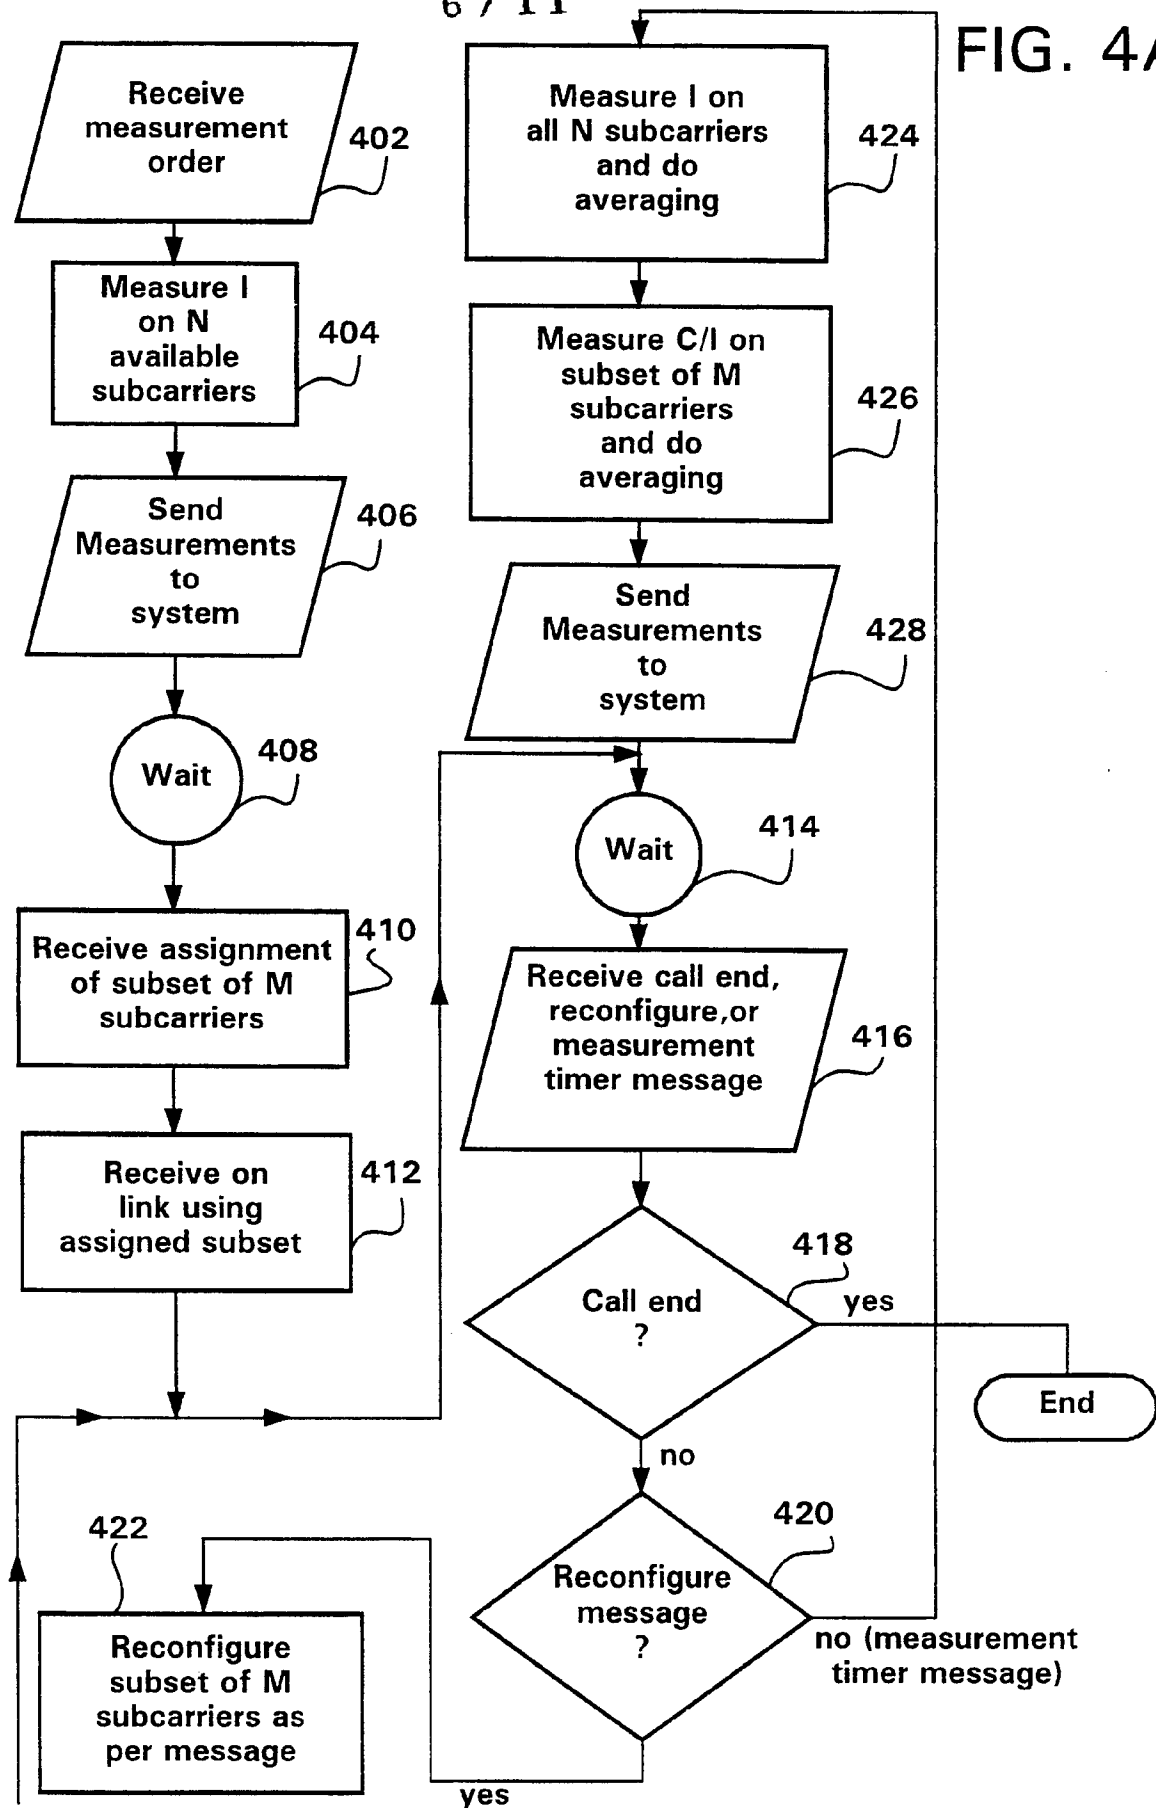 6 / 11
FIG. 4A
Receive
measurement
order
402
Measure I
on N
available
subcarriers
404
Send
Measurements
to
system
406
Wait
408
Receive assignment
of subset of M
subcarriers
410
Receive on
link using
assigned subset
412
422
Reconfigure
subset of M
subcarriers as
per message
Measure I on
all N subcarriers
and do
averaging
424
Measure C/I on
subset of M
subcarriers
and do
averaging
426
Send
Measurements
to
system
428
Wait
414
Receive call end,
reconfigure,or
measurement
timer message
416
Call end
?
418
yes
End
no
Reconfigure
message
?
420
no (measurement
timer message)
yes